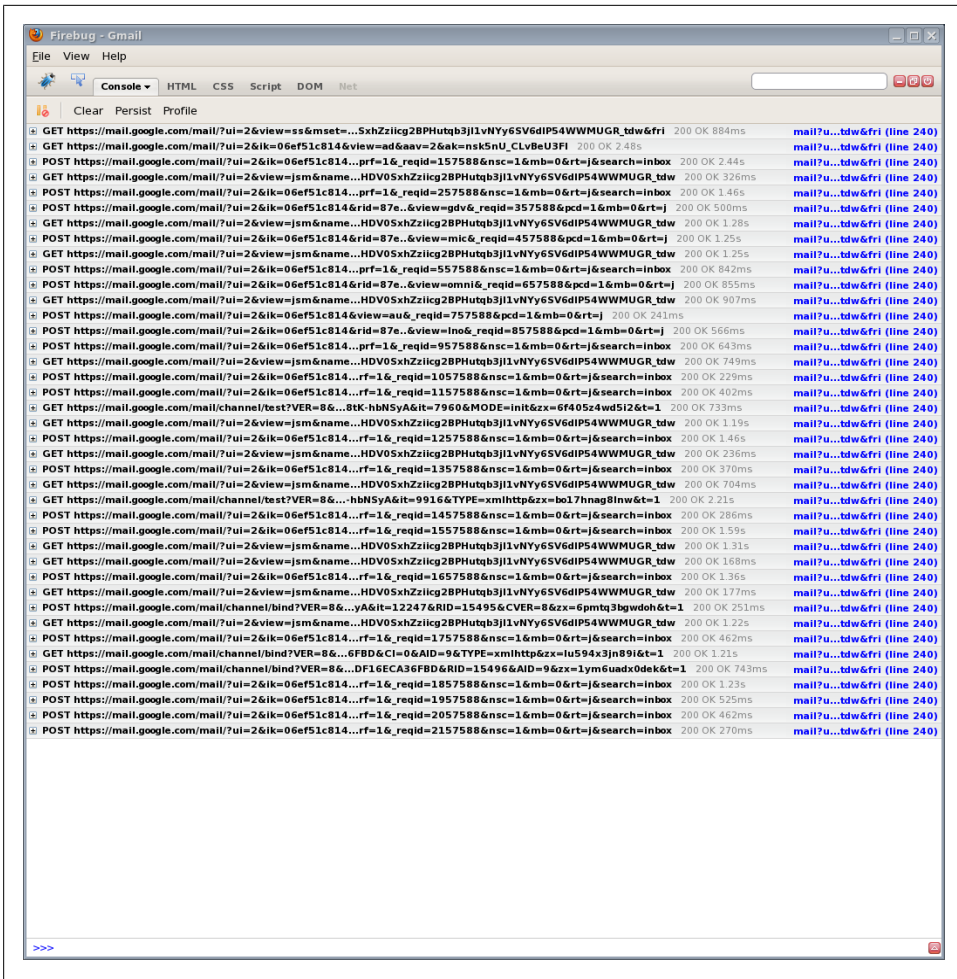 Firebug - Gmail
File View Help
Console HTML CSS Script DOM Net
Clear Persist Profile
GET https://mail.google.com/mail/?ui=2&view=ss&mset=...SxhZziicg2BPHutqb3jl1vNYy6SV6dlP54WWMUGR_tdw&fri 200 OK 884ms mail?u...tdw&fri (line 240)
GET https://mail.google.com/mail/?ui=2&ik=06ef51c814&view=ad&aav=2&ak=nsk5nU_CLvBeU3FI 200 OK 2.48s mail?u...tdw&fri (line 240)
POST https://mail.google.com/mail/?ui=2&ik=06ef51c814...prf=1&_reqid=157588&nsc=1&mb=0&rt=j&search=inbox 200 OK 2.44s mail?u...tdw&fri (line 240)
GET https://mail.google.com/mail/?ui=2&view=jsm&name...HDV0SxhZziicg2BPHutqb3jl1vNYy6SV6dlP54WWMUGR_tdw 200 OK 326ms mail?u...tdw&fri (line 240)
POST https://mail.google.com/mail/?ui=2&ik=06ef51c814...prf=1&_reqid=257588&nsc=1&mb=0&rt=j&search=inbox 200 OK 1.46s mail?u...tdw&fri (line 240)
POST https://mail.google.com/mail/?ui=2&ik=06ef51c814&rid=87e..&view=gdv&_reqid=357588&pcd=1&mb=0&rt=j 200 OK 500ms mail?u...tdw&fri (line 240)
GET https://mail.google.com/mail/?ui=2&view=jsm&name...HDV0SxhZziicg2BPHutqb3jl1vNYy6SV6dlP54WWMUGR_tdw 200 OK 1.28s mail?u...tdw&fri (line 240)
POST https://mail.google.com/mail/?ui=2&ik=06ef51c814&rid=87e..&view=mic&_reqid=457588&pcd=1&mb=0&rt=j 200 OK 1.25s mail?u...tdw&fri (line 240)
GET https://mail.google.com/mail/?ui=2&view=jsm&name...HDV0SxhZziicg2BPHutqb3jl1vNYy6SV6dlP54WWMUGR_tdw 200 OK 1.25s mail?u...tdw&fri (line 240)
POST https://mail.google.com/mail/?ui=2&ik=06ef51c814...prf=1&_reqid=557588&nsc=1&mb=0&rt=j&search=inbox 200 OK 842ms mail?u...tdw&fri (line 240)
POST https://mail.google.com/mail/?ui=2&ik=06ef51c814&rid=87e..&view=omni&_reqid=657588&pcd=1&mb=0&rt=j 200 OK 855ms mail?u...tdw&fri (line 240)
GET https://mail.google.com/mail/?ui=2&view=jsm&name...HDV0SxhZziicg2BPHutqb3jl1vNYy6SV6dlP54WWMUGR_tdw 200 OK 907ms mail?u...tdw&fri (line 240)
POST https://mail.google.com/mail/?ui=2&ik=06ef51c814&view=au&_reqid=757588&pcd=1&mb=0&rt=j 200 OK 241ms mail?u...tdw&fri (line 240)
POST https://mail.google.com/mail/?ui=2&ik=06ef51c814&rid=87e..&view=lno&_reqid=857588&pcd=1&mb=0&rt=j 200 OK 566ms mail?u...tdw&fri (line 240)
POST https://mail.google.com/mail/?ui=2&ik=06ef51c814...prf=1&_reqid=957588&nsc=1&mb=0&rt=j&search=inbox 200 OK 643ms mail?u...tdw&fri (line 240)
GET https://mail.google.com/mail/?ui=2&view=jsm&name...HDV0SxhZziicg2BPHutqb3jl1vNYy6SV6dlP54WWMUGR_tdw 200 OK 749ms mail?u...tdw&fri (line 240)
POST https://mail.google.com/mail/?ui=2&ik=06ef51c814...rf=1&_reqid=1057588&nsc=1&mb=0&rt=j&search=inbox 200 OK 229ms mail?u...tdw&fri (line 240)
POST https://mail.google.com/mail/?ui=2&ik=06ef51c814...rf=1&_reqid=1157588&nsc=1&mb=0&rt=j&search=inbox 200 OK 402ms mail?u...tdw&fri (line 240)
GET https://mail.google.com/mail/channel/test?VER=8&...8tK-hbNSyA&it=7960&MODE=init&zx=6f405z4wd5i2&t=1 200 OK 733ms mail?u...tdw&fri (line 240)
GET https://mail.google.com/mail/?ui=2&view=jsm&name...HDV0SxhZziicg2BPHutqb3jl1vNYy6SV6dlP54WWMUGR_tdw 200 OK 1.19s mail?u...tdw&fri (line 240)
POST https://mail.google.com/mail/?ui=2&ik=06ef51c814...rf=1&_reqid=1257588&nsc=1&mb=0&rt=j&search=inbox 200 OK 1.46s mail?u...tdw&fri (line 240)
GET https://mail.google.com/mail/?ui=2&view=jsm&name...HDV0SxhZziicg2BPHutqb3jl1vNYy6SV6dlP54WWMUGR_tdw 200 OK 236ms mail?u...tdw&fri (line 240)
POST https://mail.google.com/mail/?ui=2&ik=06ef51c814...rf=1&_reqid=1357588&nsc=1&mb=0&rt=j&search=inbox 200 OK 370ms mail?u...tdw&fri (line 240)
GET https://mail.google.com/mail/?ui=2&view=jsm&name...HDV0SxhZziicg2BPHutqb3jl1vNYy6SV6dlP54WWMUGR_tdw 200 OK 704ms mail?u...tdw&fri (line 240)
GET https://mail.google.com/mail/channel/test?VER=8&...-hbNSyA&it=9916&TYPE=xmlhttp&zx=bo17hnag8lnw&t=1 200 OK 2.21s mail?u...tdw&fri (line 240)
POST https://mail.google.com/mail/?ui=2&ik=06ef51c814...rf=1&_reqid=1457588&nsc=1&mb=0&rt=j&search=inbox 200 OK 286ms mail?u...tdw&fri (line 240)
POST https://mail.google.com/mail/?ui=2&ik=06ef51c814...rf=1&_reqid=1557588&nsc=1&mb=0&rt=j&search=inbox 200 OK 1.59s mail?u...tdw&fri (line 240)
GET https://mail.google.com/mail/?ui=2&view=jsm&name...HDV0SxhZziicg2BPHutqb3jl1vNYy6SV6dlP54WWMUGR_tdw 200 OK 1.31s mail?u...tdw&fri (line 240)
GET https://mail.google.com/mail/?ui=2&view=jsm&name...HDV0SxhZziicg2BPHutqb3jl1vNYy6SV6dlP54WWMUGR_tdw 200 OK 168ms mail?u...tdw&fri (line 240)
POST https://mail.google.com/mail/?ui=2&ik=06ef51c814...rf=1&_reqid=1657588&nsc=1&mb=0&rt=j&search=inbox 200 OK 1.36s mail?u...tdw&fri (line 240)
GET https://mail.google.com/mail/?ui=2&view=jsm&name...HDV0SxhZziicg2BPHutqb3jl1vNYy6SV6dlP54WWMUGR_tdw 200 OK 177ms mail?u...tdw&fri (line 240)
POST https://mail.google.com/mail/channel/bind?VER=8&...yA&it=12247&RID=15495&CVER=8&zx=6pmtq3bgwdoh&t=1 200 OK 251ms mail?u...tdw&fri (line 240)
GET https://mail.google.com/mail/?ui=2&view=jsm&name...HDV0SxhZziicg2BPHutqb3jl1vNYy6SV6dlP54WWMUGR_tdw 200 OK 1.22s mail?u...tdw&fri (line 240)
POST https://mail.google.com/mail/?ui=2&ik=06ef51c814...rf=1&_reqid=1757588&nsc=1&mb=0&rt=j&search=inbox 200 OK 462ms mail?u...tdw&fri (line 240)
GET https://mail.google.com/mail/channel/bind?VER=8&...6FBD&CI=0&AID=9&TYPE=xmlhttp&zx=lu594x3jn89i&t=1 200 OK 1.21s mail?u...tdw&fri (line 240)
POST https://mail.google.com/mail/channel/bind?VER=8&...DF16ECA36FBD&RID=15496&AID=9&zx=1ym6uadx0dek&t=1 200 OK 743ms mail?u...tdw&fri (line 240)
POST https://mail.google.com/mail/?ui=2&ik=06ef51c814...rf=1&_reqid=1857588&nsc=1&mb=0&rt=j&search=inbox 200 OK 1.23s mail?u...tdw&fri (line 240)
POST https://mail.google.com/mail/?ui=2&ik=06ef51c814...rf=1&_reqid=1957588&nsc=1&mb=0&rt=j&search=inbox 200 OK 525ms mail?u...tdw&fri (line 240)
POST https://mail.google.com/mail/?ui=2&ik=06ef51c814...rf=1&_reqid=2057588&nsc=1&mb=0&rt=j&search=inbox 200 OK 462ms mail?u...tdw&fri (line 240)
POST https://mail.google.com/mail/?ui=2&ik=06ef51c814...rf=1&_reqid=2157588&nsc=1&mb=0&rt=j&search=inbox 200 OK 270ms mail?u...tdw&fri (line 240)
>>>